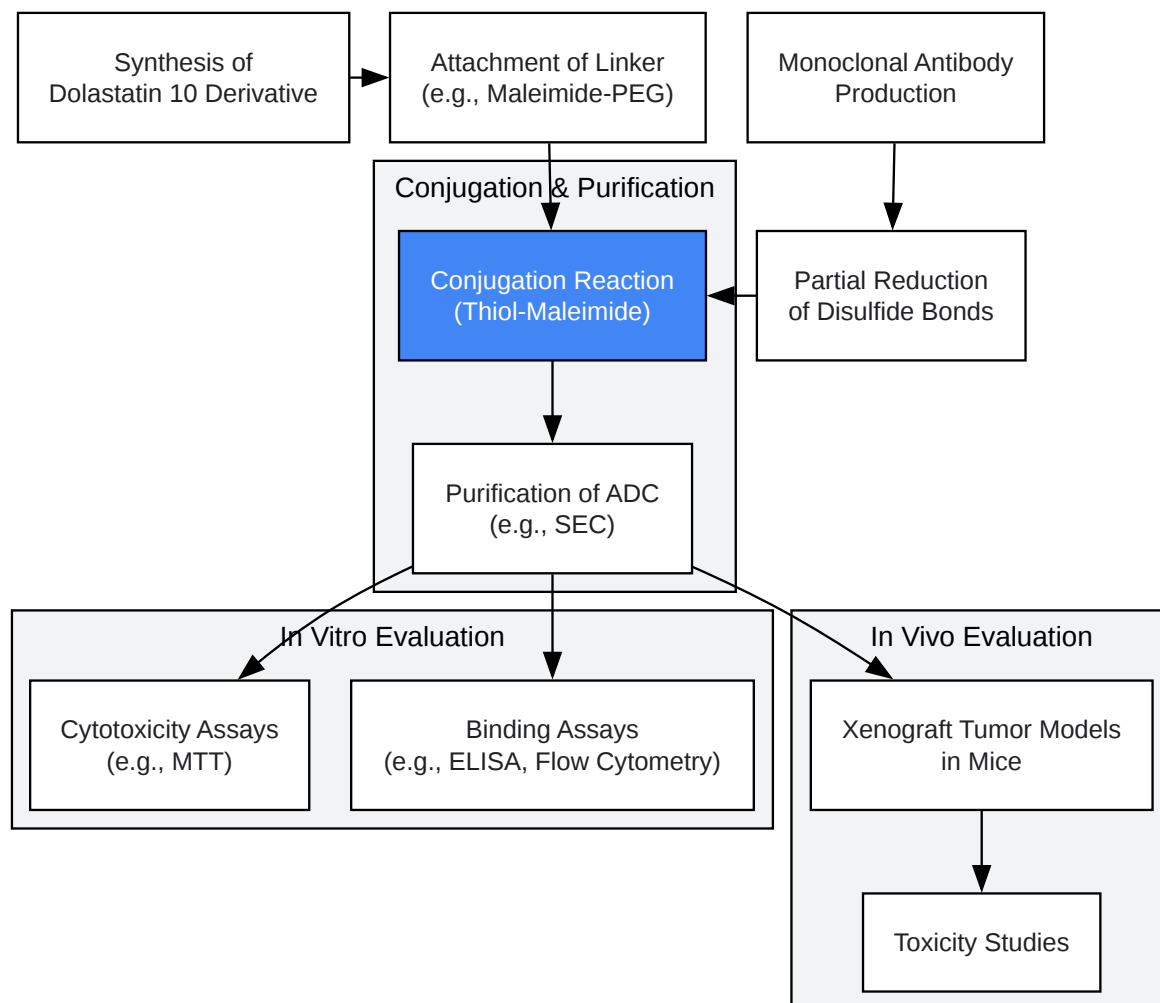 Synthesis of
Dolastatin 10 Derivative
Attachment of Linker
(e.g., Maleimide-PEG)
Monoclonal Antibody
Production
Conjugation & Purification
Conjugation Reaction
(Thiol-Maleimide)
Partial Reduction
of Disulfide Bonds
Purification of ADC
(e.g., SEC)
In Vitro Evaluation
In Vivo Evaluation
Cytotoxicity Assays
(e.g., MTT)
Binding Assays
(e.g., ELISA, Flow Cytometry)
Xenograft Tumor Models
in Mice
Toxicity Studies